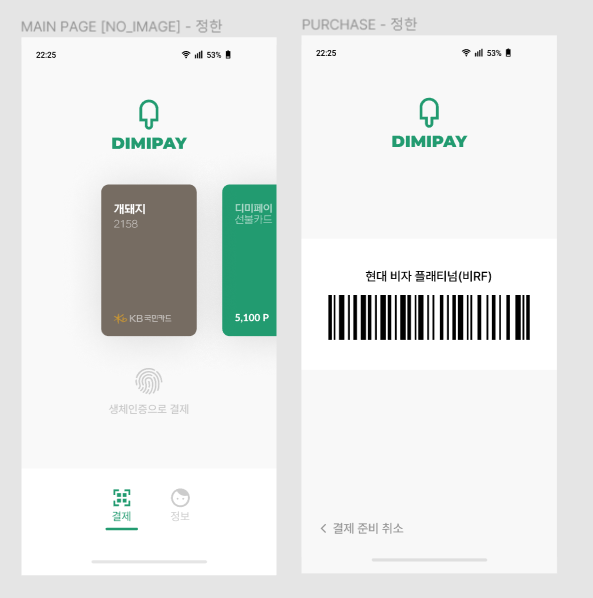 MAIN PAGE [NO_IMAGE] - 정한
22:25
53%
DIMIPAY
개돼지
2158
KB국민카드
디미페이
선불카드
5,100 P
생체인증으로 결제
결제
정보
PURCHASE - 정한
22:25
53%
DIMIPAY
현대 비자 플래티넘(비RF)
결제 준비 취소